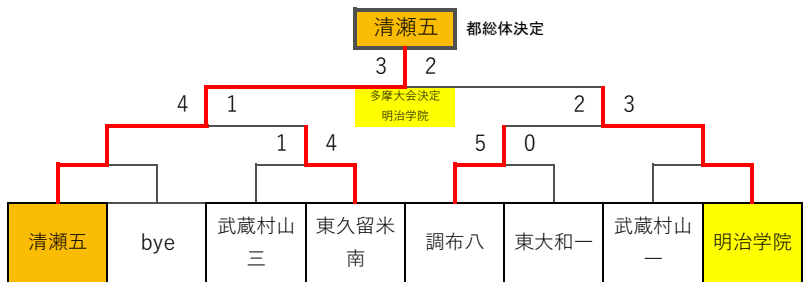 清瀬五
都総体決定
3 2
多摩大会決定
明治学院
4 1
2 3
1 4
5 0
清瀬五
bye
武蔵村山
三
東久留米
南
調布八
東大和一
武蔵村山
一
明治学院